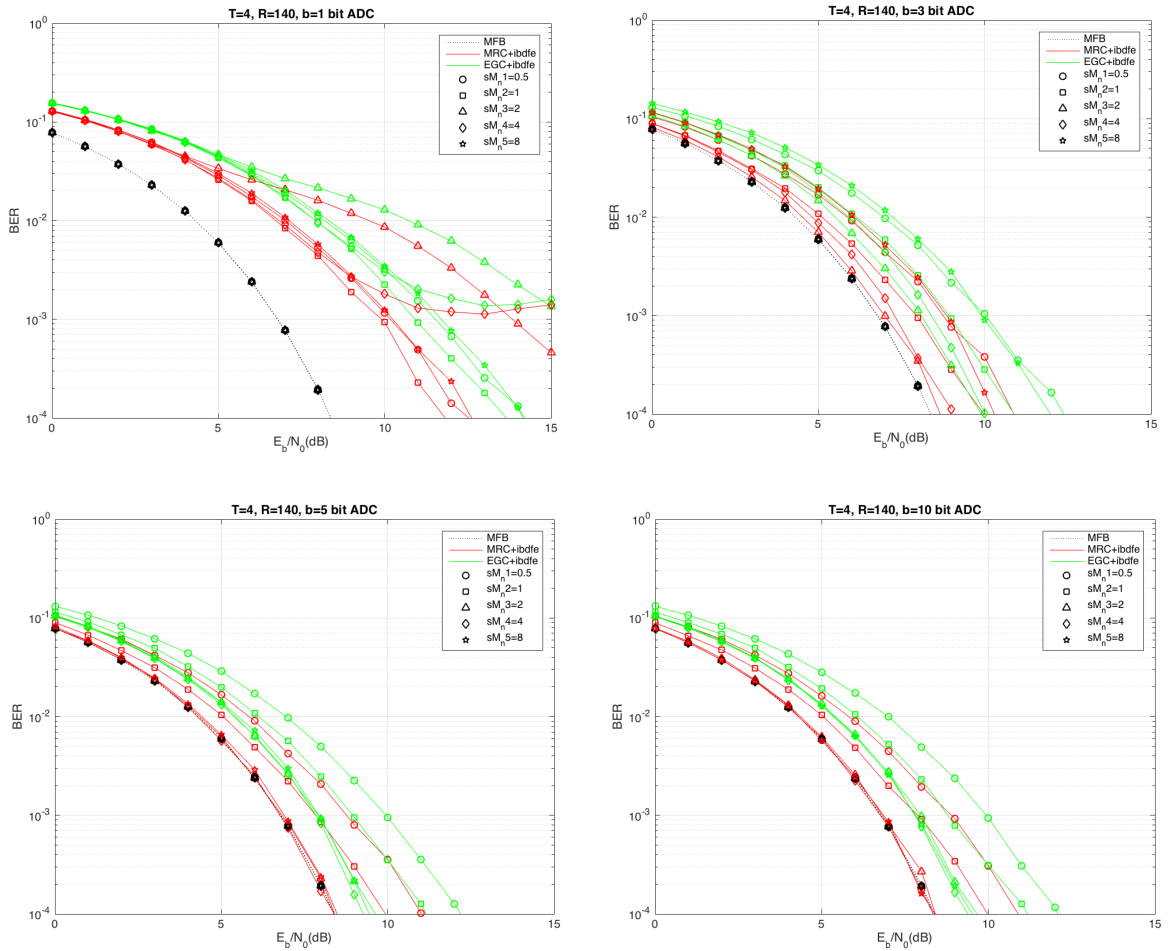 T=4, R=140, b=1 bit ADC
10^0
10^-1
10^-2
10^-3
10^-4
BER
0
5
10
15
E_b/N_0(dB)
MFB
MRC+ibdfe
EGC+ibdfe
sM_n1=0.5
sM_n2=1
sM_n3=2
sM_n4=4
sM_n5=8
T=4, R=140, b=3 bit ADC
10^0
10^-1
10^-2
10^-3
10^-4
BER
0
5
10
15
E_b/N_0(dB)
MFB
MRC+ibdfe
EGC+ibdfe
sM_n1=0.5
sM_n2=1
sM_n3=2
sM_n4=4
sM_n5=8
T=4, R=140, b=5 bit ADC
10^0
10^-1
10^-2
10^-3
10^-4
BER
0
5
10
15
E_b/N_0(dB)
MFB
MRC+ibdfe
EGC+ibdfe
sM_n1=0.5
sM_n2=1
sM_n3=2
sM_n4=4
sM_n5=8
T=4, R=140, b=10 bit ADC
10^0
10^-1
10^-2
10^-3
10^-4
BER
0
5
10
15
E_b/N_0(dB)
MFB
MRC+ibdfe
EGC+ibdfe
sM_n1=0.5
sM_n2=1
sM_n3=2
sM_n4=4
sM_n5=8